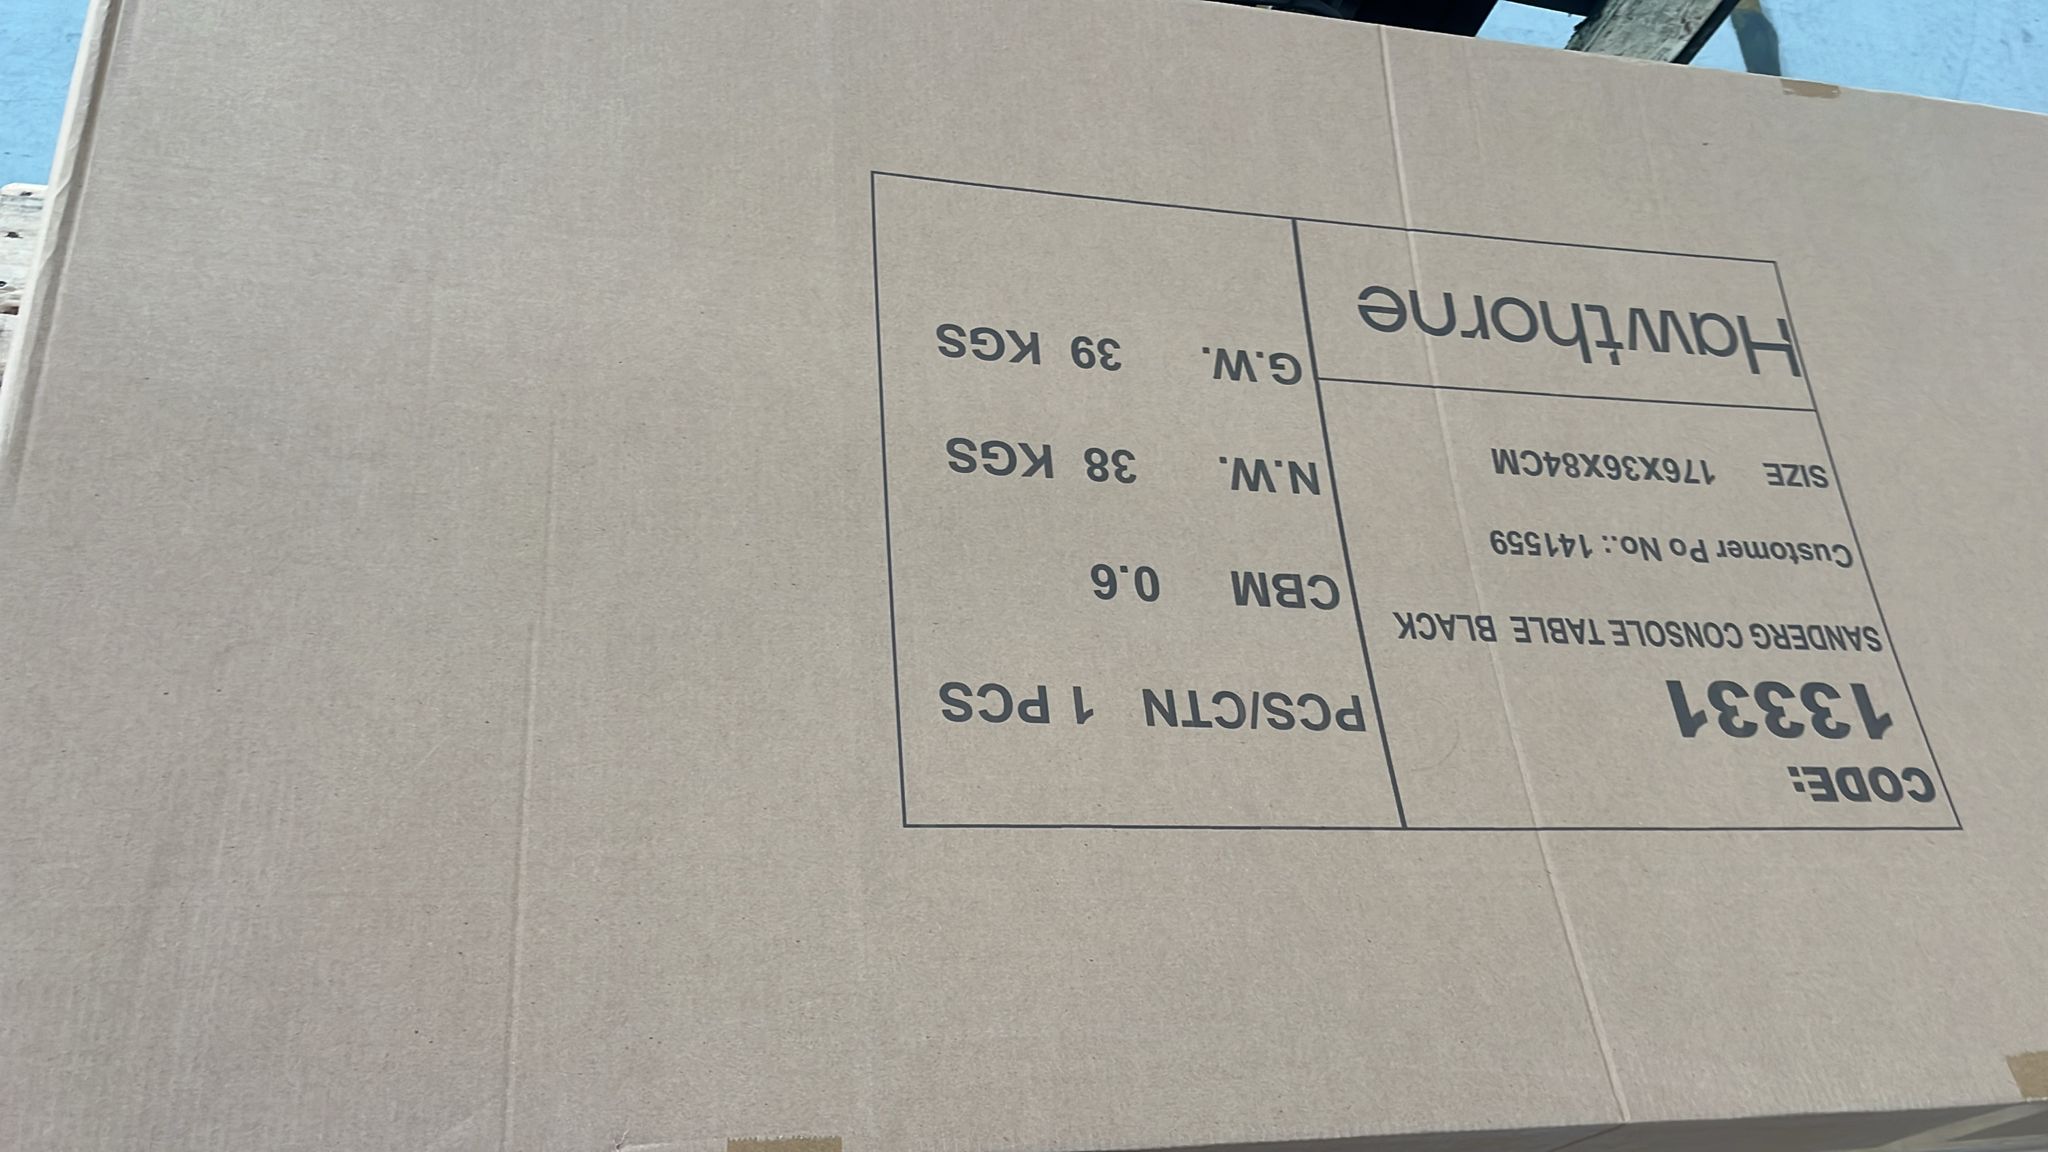 CODE:
13331
SANDERG CONSOLE TABLE BLACK
Customer Po No.: 141559
SIZE 176X36X84CM
Hawthorne
PCS/CTN 1 PCS
CBM 0.6
N.W. 38 KGS
G.W. 39 KGS